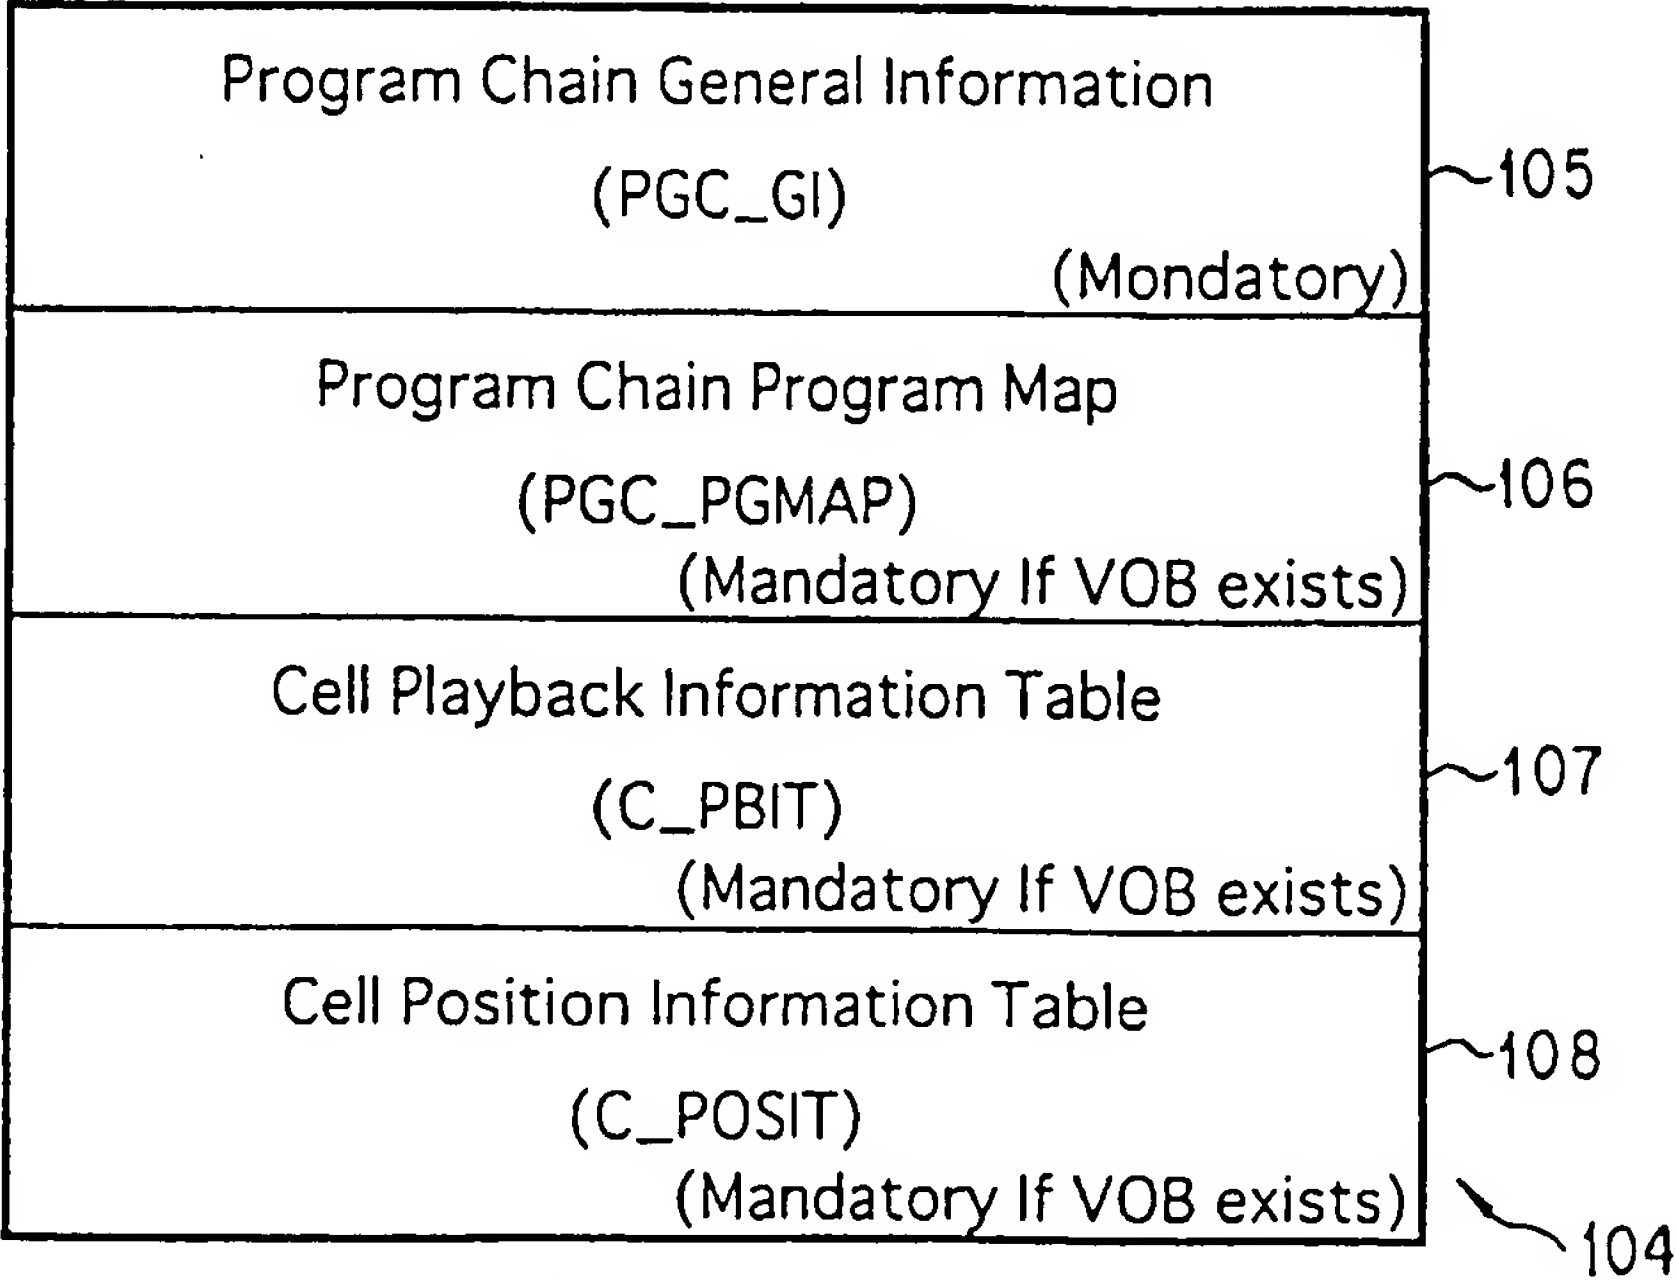 Program Chain General Information
(PGC_GI)
105
(Mondatory)
Program Chain Program Map
(PGC_PGMAP)
106
(Mandatory If VOB exists)
Cell Playback Information Table
107
(C_PBIT)
(Mandatory If VOB exists)
Cell Position Information Table
108
(C_POSIT)
(Mandatory If VOB exists)
104